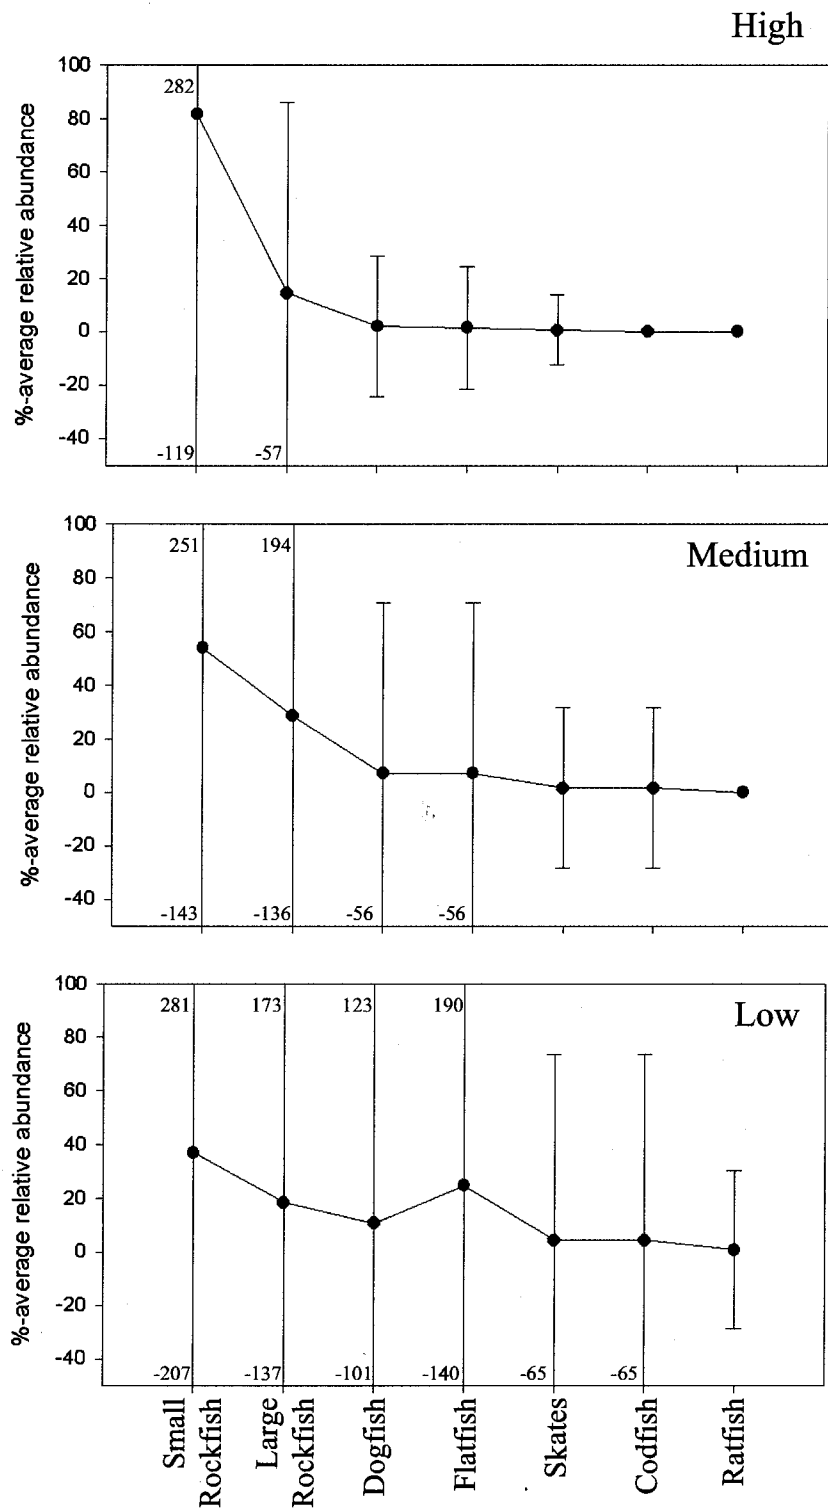 High
%-average relative abundance
100
80
60
40
20
0
-20
-40
282
-119
-57
Medium
%-average relative abundance
100
80
60
40
20
0
-20
-40
251
194
-143
-136
-56
-56
Low
%-average relative abundance
100
80
60
40
20
0
-20
-40
281
173
123
190
-207
-137
-101
-140
-65
-65
Small
Rockfish
Large
Rockfish
Dogfish
Flatfish
Skates
Codfish
Ratfish